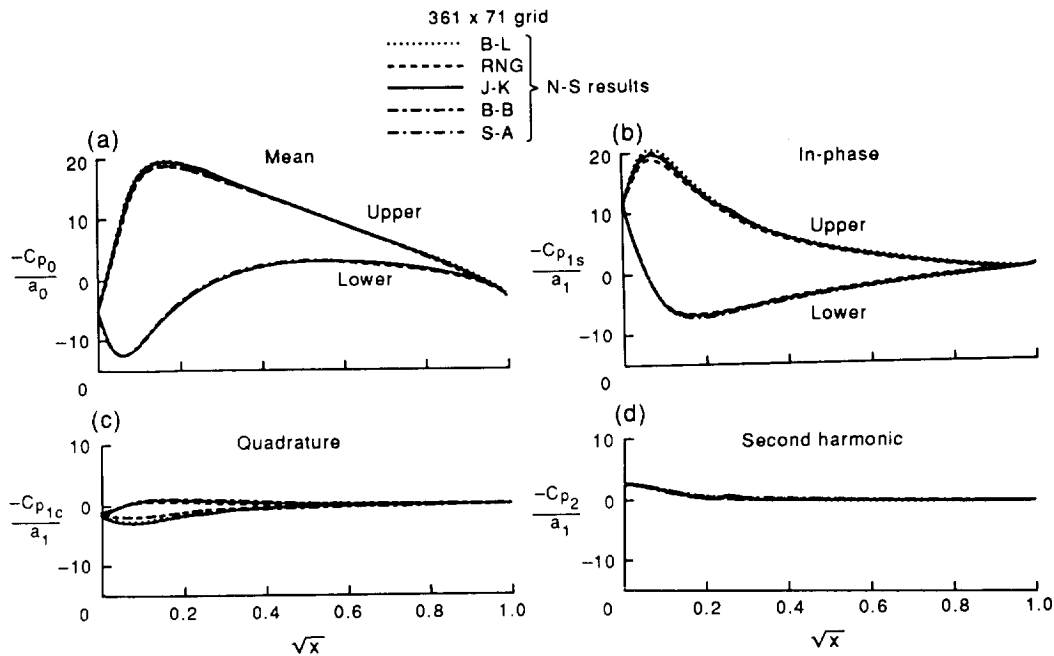 361 x 71 grid
B-L
RNG
J-K
B-B
S-A
N-S results
(a)
Mean
20
10
0
-10
-Cp0
a0
Upper
Lower
0
(b)
In-phase
20
10
0
-10
-Cp1s
a1
Upper
Lower
0
(c)
Quadrature
10
0
-10
-Cp1c
a1
0 0.2 0.4 0.6 0.8 1.0
√x
(d)
Second harmonic
10
0
-10
-Cp2
a1
0 0.2 0.4 0.6 0.8 1.0
√x